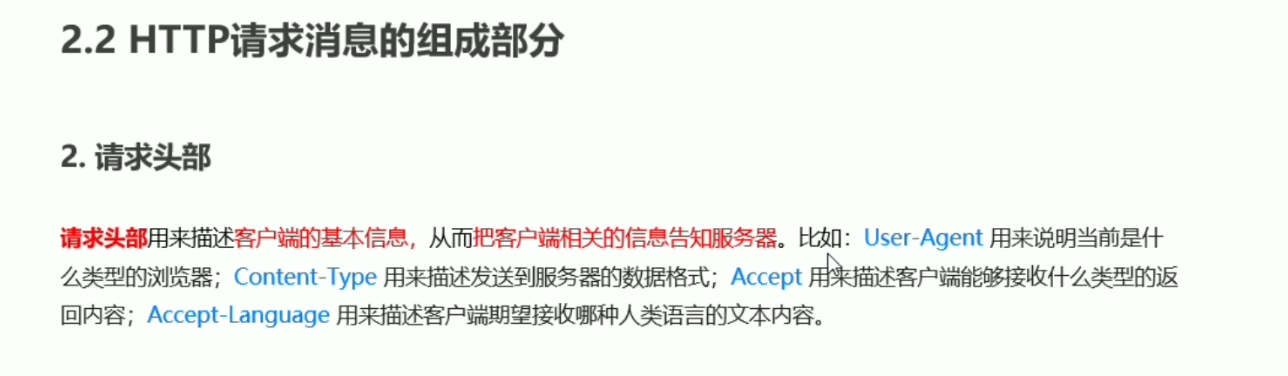 2.2 HTTP请求消息的组成部分
2. 请求头部
请求头部用来描述客户端的基本信息，从而把客户端相关的信息告知服务器。比如：User-Agent 用来说明当前是什
么类型的浏览器；Content-Type 用来描述发送到服务器的数据格式；Accept 用来描述客户端能够接收什么类型的返
回内容；Accept-Language 用来描述客户端期望接收哪种人类语言的文本内容。